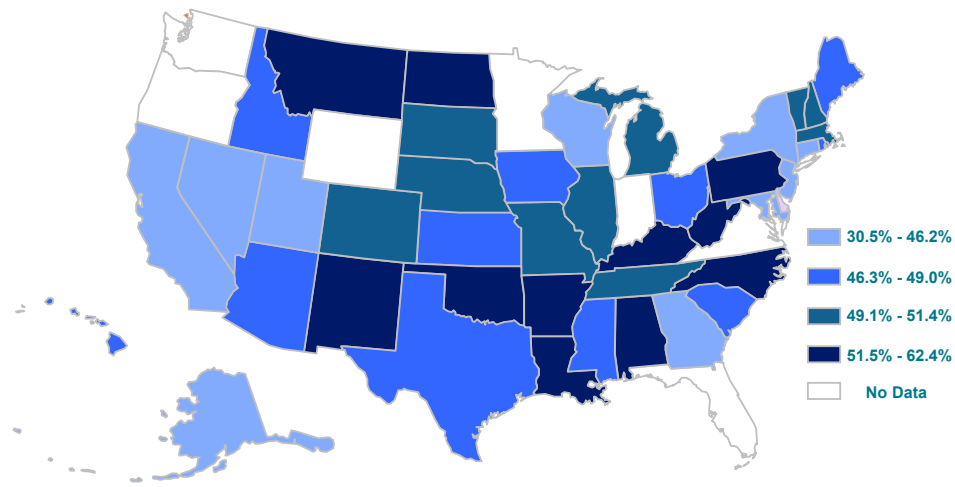 30.5% - 46.2%
46.3% - 49.0%
49.1% - 51.4%
51.5% - 62.4%
No Data